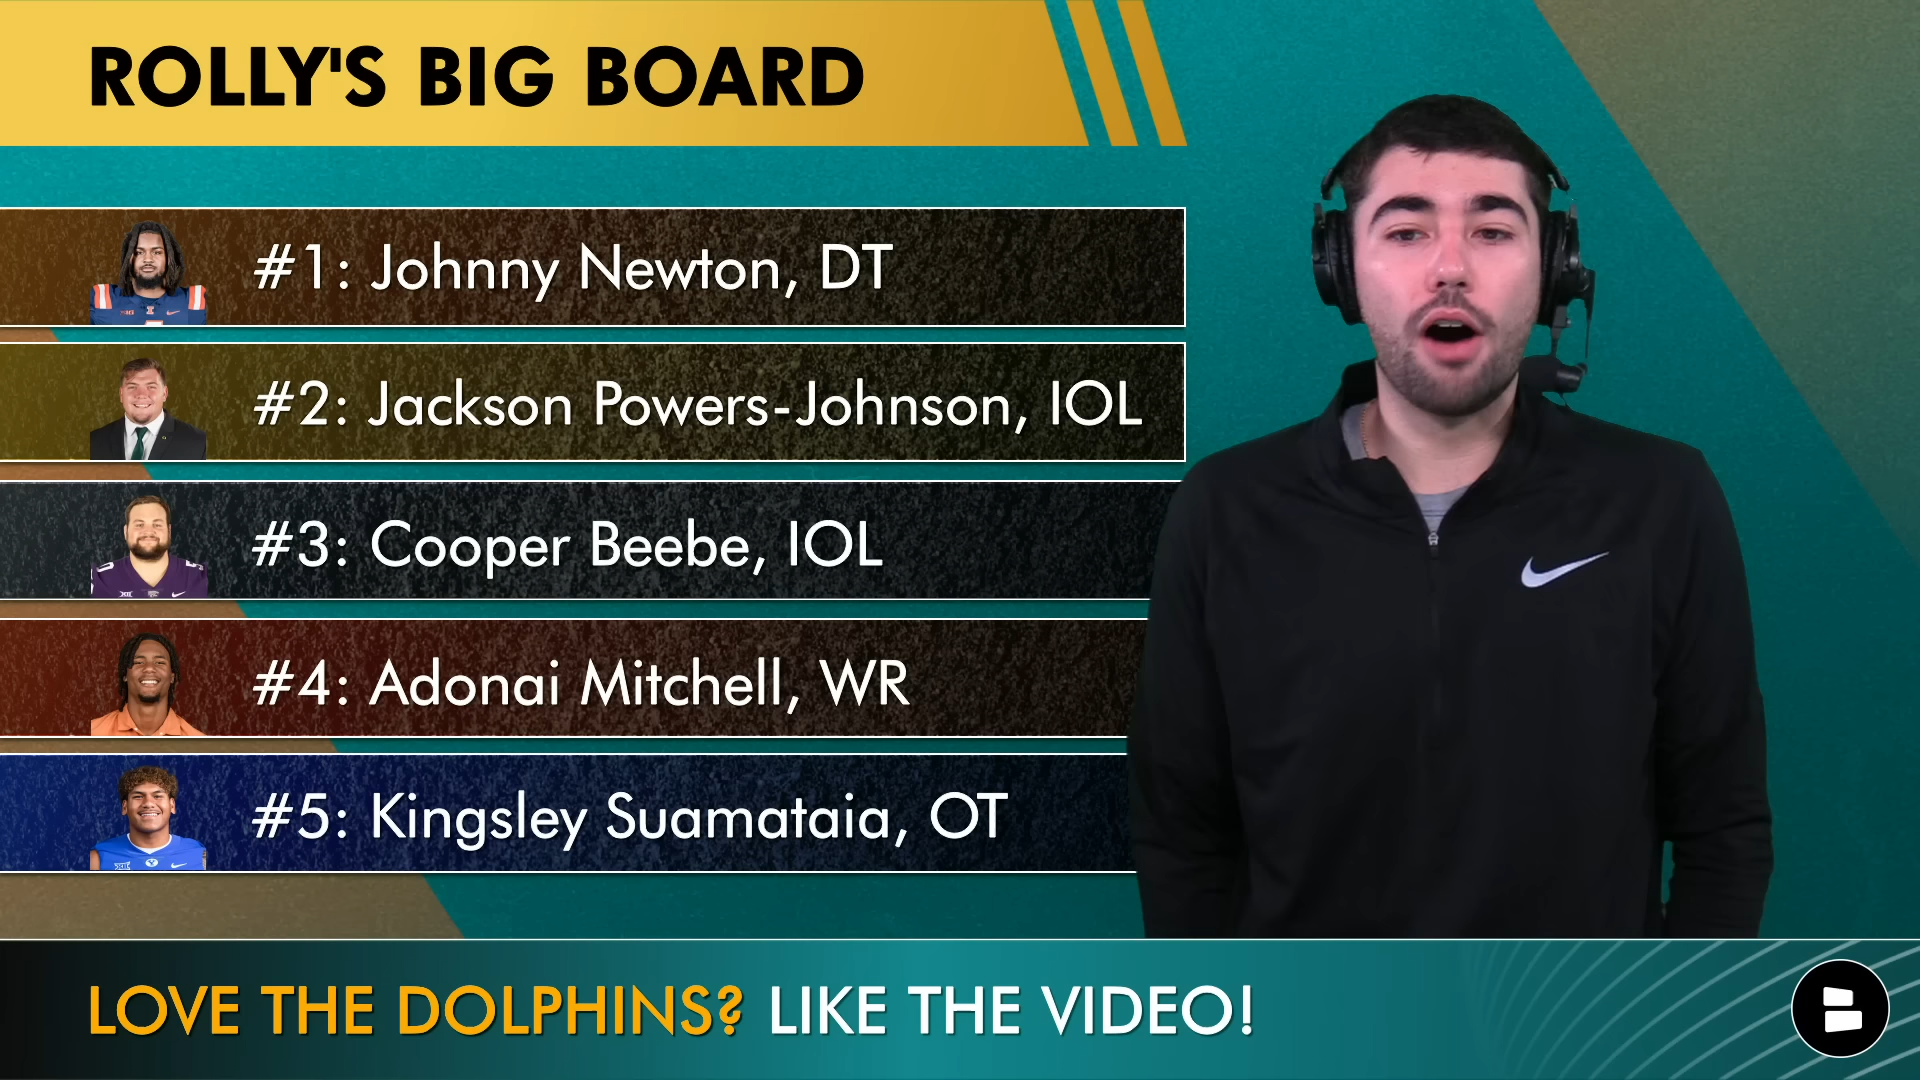 ROLLY'S BIG BOARD
#1: Johnny Newton, DT
#2: Jackson Powers-Johnson, IOL
#3: Cooper Beebe, IOL
#4: Adonai Mitchell, WR
#5: Kingsley Suamataia, OT
LOVE THE DOLPHINS? LIKE THE VIDEO!